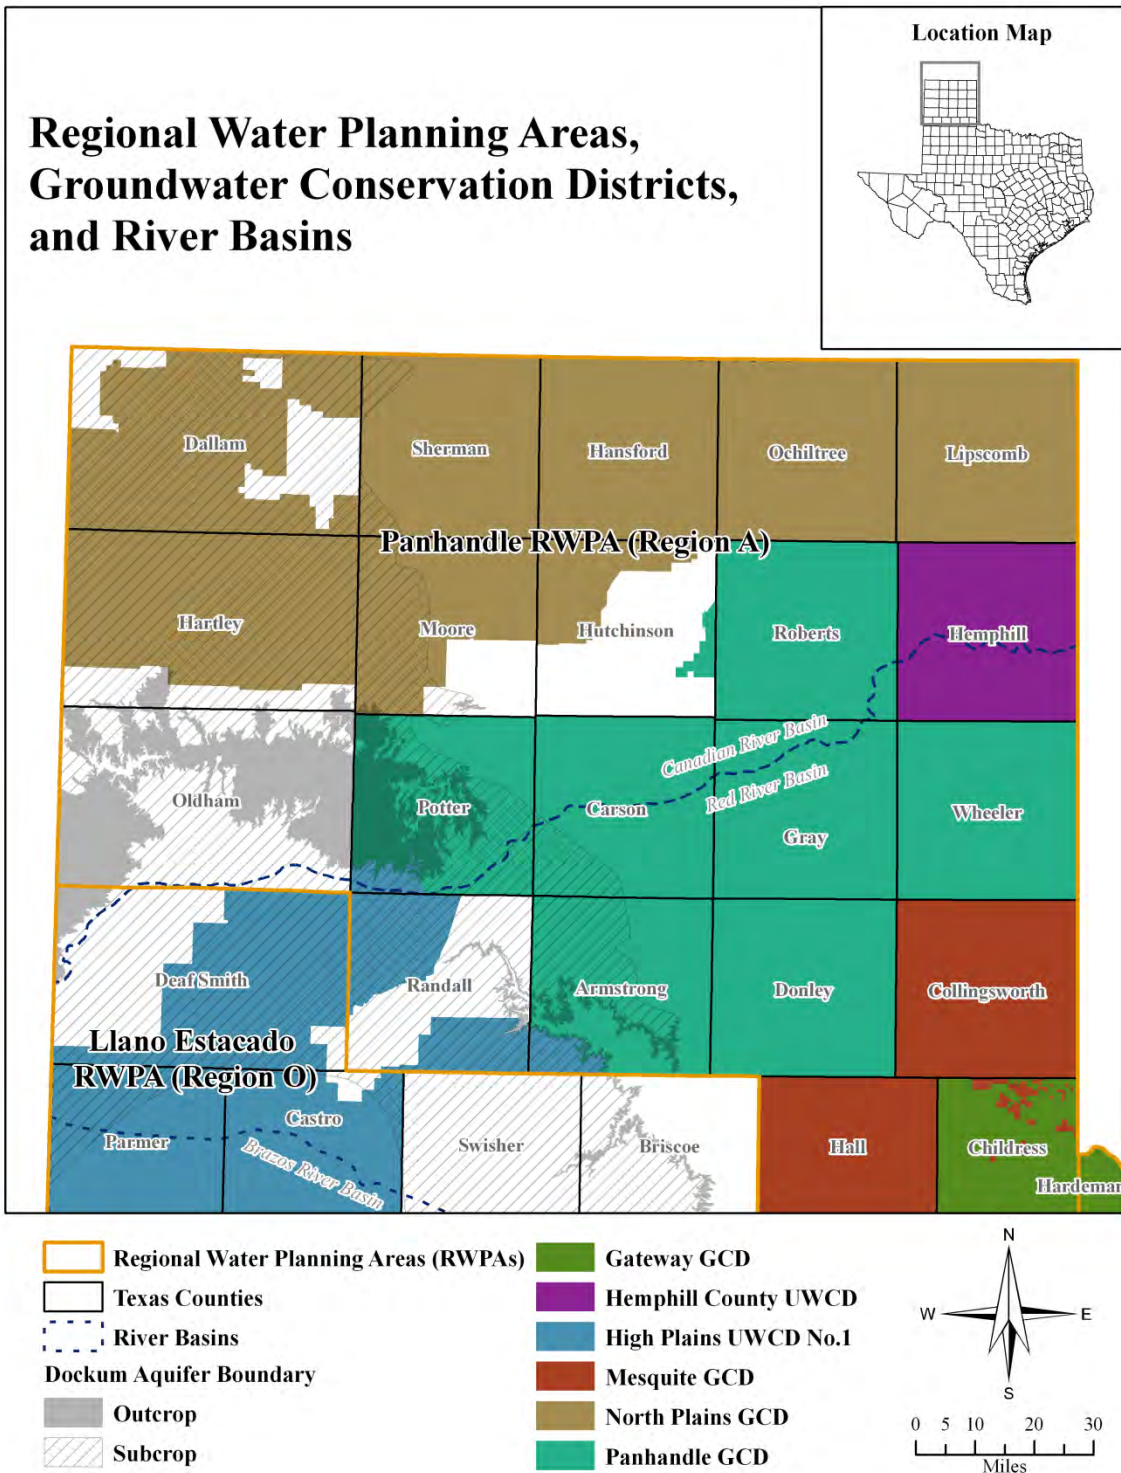 Location Map
Regional Water Planning Areas,
Groundwater Conservation Districts,
and River Basins
Dallam
Sherman
Hansford
Ochiltree
Lipscomb
Panhandle RWPA (Region A)
Hartley
Moore
Hutchinson
Roberts
Hemphill
Canadian River Basin
Red River Basin
Oldham
Potter
Carson
Gray
Wheeler
Deaf Smith
Randall
Armstrong
Donley
Collingsworth
Llano Estacado
RWPA (Region O)
Parmer
Castro
Brazos River Basin
Swisher
Briscoe
Hall
Childress
Hardeman
Regional Water Planning Areas (RWPAs)
Texas Counties
River Basins
Dockum Aquifer Boundary
Outcrop
Subcrop
Gateway GCD
Hemphill County UWCD
High Plains UWCD No.1
Mesquite GCD
North Plains GCD
Panhandle GCD
N
W E
S
0 5 10 20 30
Miles